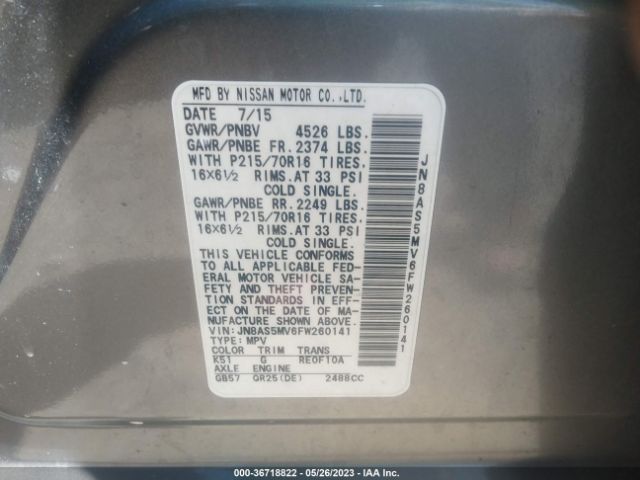 MFD BY NISSAN MOTOR CO.,LTD.
DATE 7/15
GVWR/PNBV 4526 LBS.
GAWR/PNBE FR. 2374 LBS.
WITH P215/70R16 TIRES.
16X6½ RIMS. AT 33 PSI
COLD SINGLE.
GAWR/PNBE RR. 2249 LBS.
WITH P215/70R16 TIRES.
16X6½ RIMS. AT 33 PSI
COLD SINGLE.
THIS VEHICLE CONFORMS
TO ALL APPLICABLE FED-
ERAL MOTOR VEHICLE SA-
FETY AND THEFT PREVEN-
TION STANDARDS IN EFF-
ECT ON THE DATE OF MA-
NUFACTURE SHOWN ABOVE.
VIN: JN8AS5MV6FW260141
TYPE: MPV
COLOR TRIM TRANS
K51 G RE0F10A
AXLE ENGINE
GB57 QR25(DE) 2488CC
JN8AS5MV6FW260141
000-36718822 — 05/26/2023 — IAA Inc.